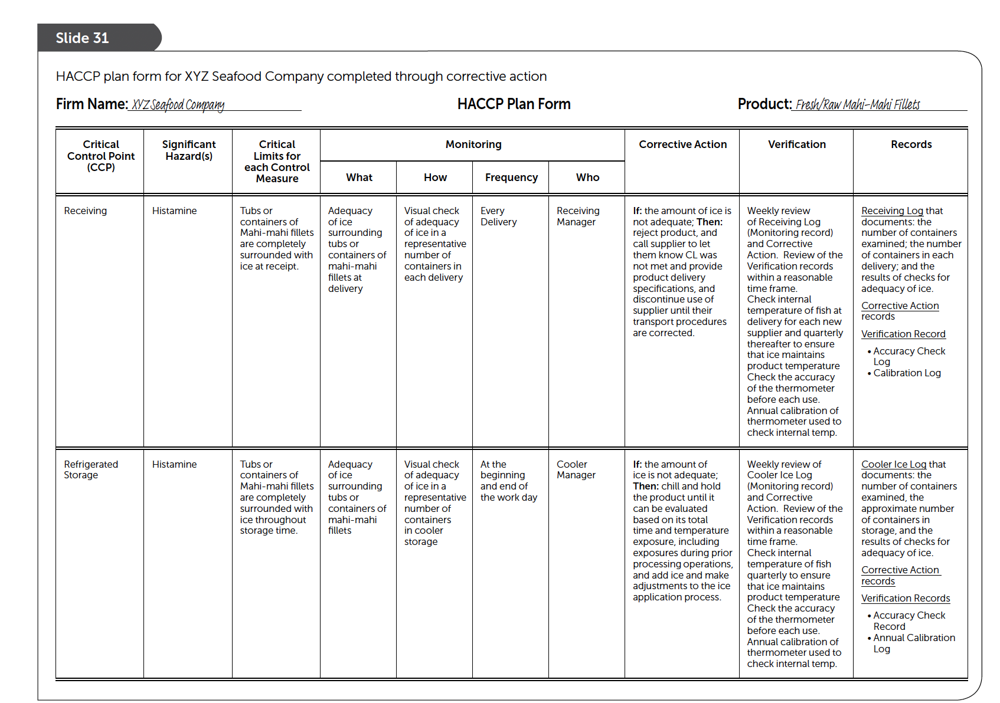 Slide 31
HACCP plan form for XYZ Seafood Company completed through corrective action
Firm Name: XYZ Seafood Company
HACCP Plan Form
Product: Fresh/Raw Mahi-Mahi Fillets
Critical
Control Point
(CCP)
Significant
Hazard(s)
Critical
Limits for
each Control
Measure
Monitoring
What
How
Frequency
Who
Corrective Action
Verification
Records
Receiving
Histamine
Tubs or
containers of
Mahi-mahi fillets
are completely
surrounded with
ice at receipt.
Adequacy
of ice
surrounding
tubs or
containers of
mahi-mahi
fillets at
delivery
Visual check
of adequacy
of ice in a
representative
number of
containers in
each delivery
Every
Delivery
Receiving
Manager
If: the amount of ice is
not adequate; Then:
reject product, and
call supplier to let
them know CL was
not met and provide
product delivery
specifications, and
discontinue use of
supplier until their
transport procedures
are corrected.
Weekly review
of Receiving Log
(Monitoring record)
and Corrective
Action. Review of the
Verification records
within a reasonable
time frame.
Check internal
temperature of fish at
delivery for each new
supplier and quarterly
thereafter to ensure
that ice maintains
product temperature
Check the accuracy
of the thermometer
before each use.
Annual calibration of
thermometer used to
check internal temp.
Receiving Log that
documents: the
number of containers
examined; the number
of containers in each
delivery; and the
results of checks for
adequacy of ice.
Corrective Action
records
Verification Record
• Accuracy Check
Log
• Calibration Log
Refrigerated
Storage
Histamine
Tubs or
containers of
Mahi-mahi fillets
are completely
surrounded with
ice throughout
storage time.
Adequacy
of ice
surrounding
tubs or
containers of
mahi-mahi
fillets
Visual check
of adequacy
of ice in a
representative
number of
containers
in cooler
storage
At the
beginning
and end of
the work day
Cooler
Manager
If: the amount of
ice is not adequate;
Then: chill and hold
the product until it
can be evaluated
based on its total
time and temperature
exposure, including
exposures during prior
processing operations,
and add ice and make
adjustments to the ice
application process.
Weekly review of
Cooler Ice Log
(Monitoring record)
and Corrective
Action. Review of the
Verification records
within a reasonable
time frame.
Check internal
temperature of fish
quarterly to ensure
that ice maintains
product temperature
Check the accuracy
of the thermometer
before each use.
Annual calibration of
thermometer used to
check internal temp.
Cooler Ice Log that
documents: the
number of containers
examined, the
approximate number
of containers in
storage, and the
results of checks for
adequacy of ice.
Corrective Action
records
Verification Records
• Accuracy Check
Record
• Annual Calibration
Log